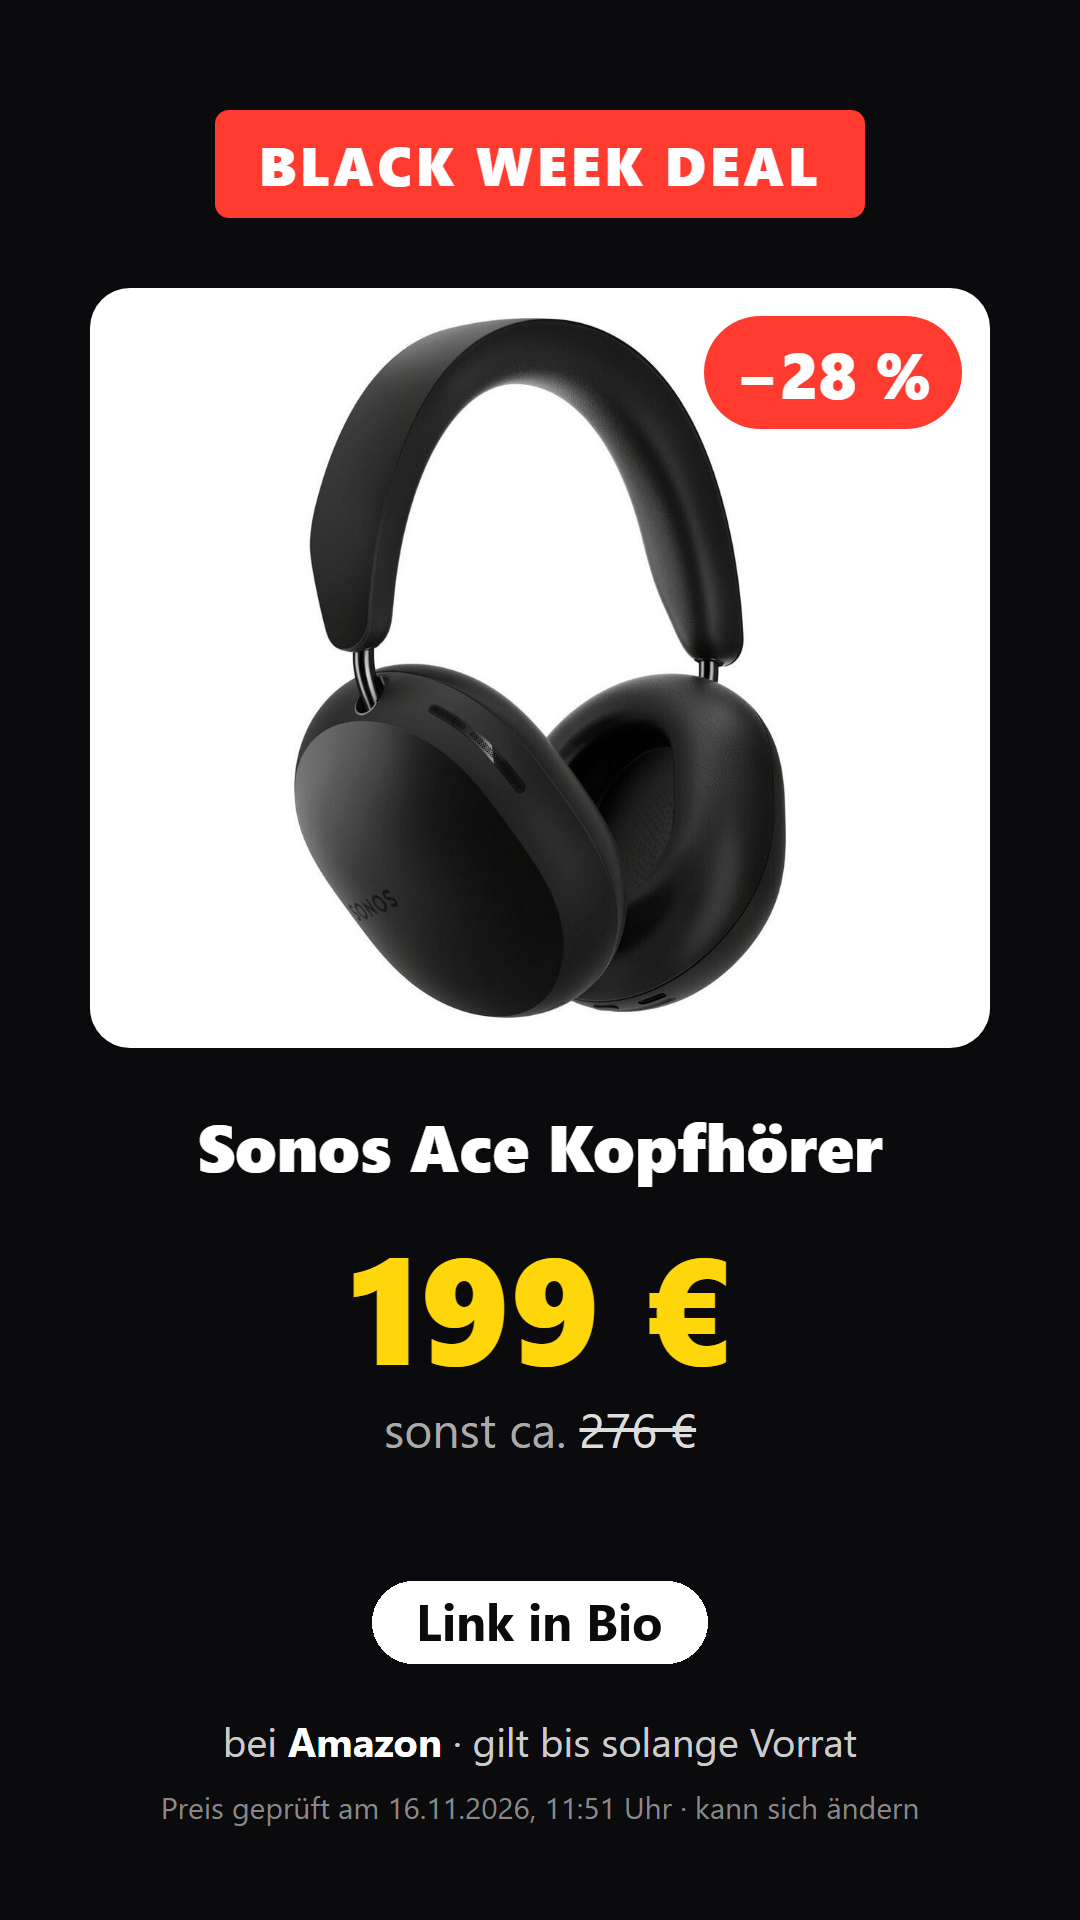 BLACK WEEK DEAL
–28 %
SONOS
Sonos Ace Kopfhörer
199 €
sonst ca. 276 €
Link in Bio
bei Amazon · gilt bis solange Vorrat
Preis geprüft am 16.11.2026, 11:51 Uhr · kann sich ändern